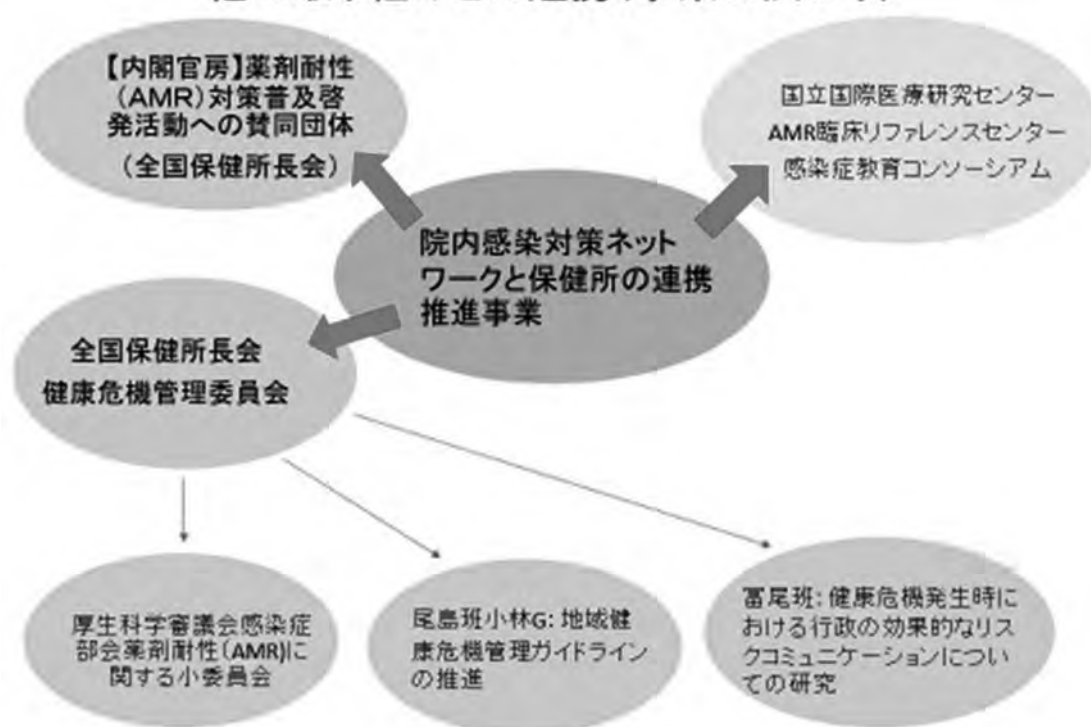 【内閣官房】薬剤耐性
(AMR)対策普及啓
発活動への賛同団体
(全国保健所長会)
国立国際医療研究センター
AMR臨床リファレンスセンター
感染症教育コンソーシアム
院内感染対策ネット
ワークと保健所の連携
推進事業
全国保健所長会
健康危機管理委員会
厚生科学審議会感染症
部会薬剤耐性(AMR)に
関する小委員会
尾島班小林G: 地域健
康危機管理ガイドライン
の推進
冨尾班: 健康危機発生時に
おける行政の効果的なリス
クコミュニケーションについ
ての研究